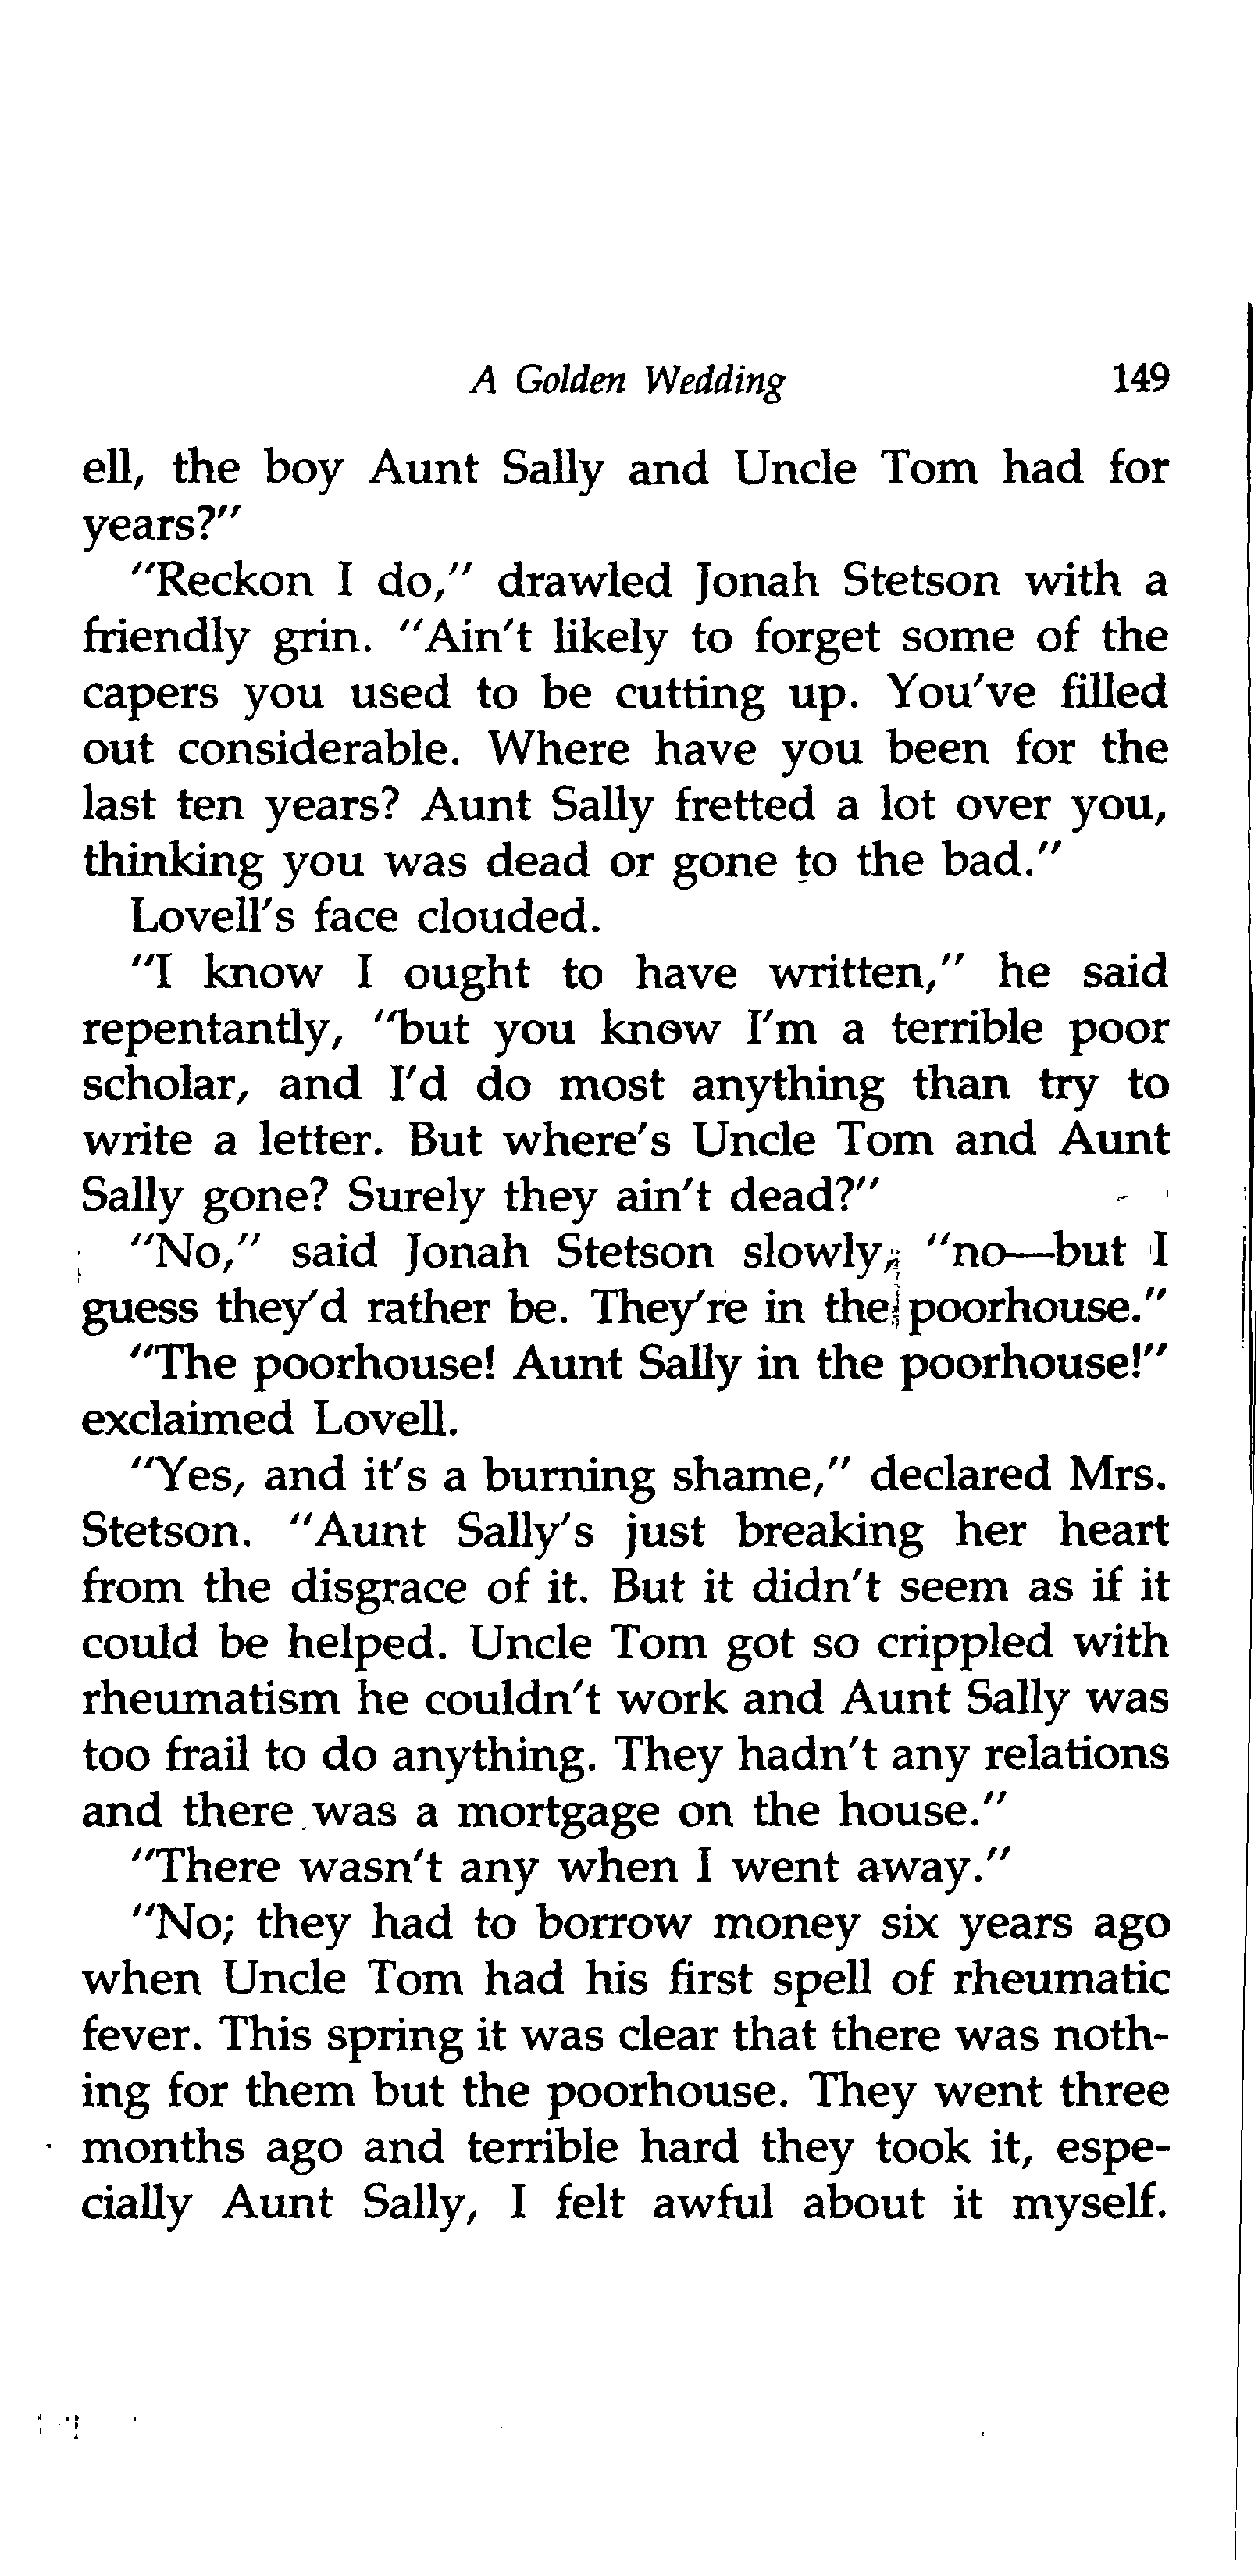 A Golden Wedding 149
ell, the boy Aunt Sally and Uncle Tom had for
years?"
"Reckon I do," drawled Jonah Stetson with a
friendly grin. "Ain't likely to forget some of the
capers you used to be cutting up. You've filled
out considerable. Where have you been for the
last ten years? Aunt Sally fretted a lot over you,
thinking you was dead or gone to the bad."
Lovell's face clouded.
"I know I ought to have written," he said
repentantly, "but you know I'm a terrible poor
scholar, and I'd do most anything than try to
write a letter. But where's Uncle Tom and Aunt
Sally gone? Surely they ain't dead?"
"No," said Jonah Stetson slowly, "no—but I
guess they'd rather be. They're in the poorhouse."
"The poorhouse! Aunt Sally in the poorhouse!"
exclaimed Lovell.
"Yes, and it's a burning shame," declared Mrs.
Stetson. "Aunt Sally's just breaking her heart
from the disgrace of it. But it didn't seem as if it
could be helped. Uncle Tom got so crippled with
rheumatism he couldn't work and Aunt Sally was
too frail to do anything. They hadn't any relations
and there was a mortgage on the house."
"There wasn't any when I went away."
"No; they had to borrow money six years ago
when Uncle Tom had his first spell of rheumatic
fever. This spring it was clear that there was noth-
ing for them but the poorhouse. They went three
months ago and terrible hard they took it, espe-
cially Aunt Sally, I felt awful about it myself.